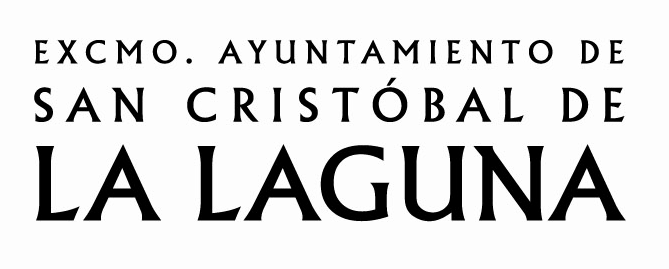 EXCMO. AYUNTAMIENTO DE
SAN CRISTÓBAL DE
LA LAGUNA